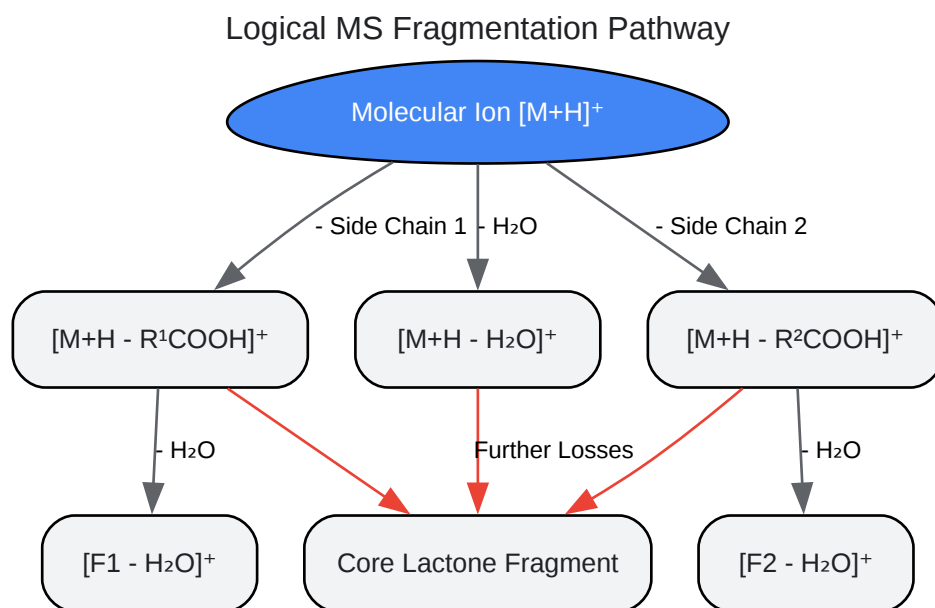 Logical MS Fragmentation Pathway
Molecular Ion [M+H]⁺
- Side Chain 1
- H₂O
- Side Chain 2
[M+H - R¹COOH]⁺
[M+H - H₂O]⁺
[M+H - R²COOH]⁺
- H₂O
Further Losses
- H₂O
[F1 - H₂O]⁺
Core Lactone Fragment
[F2 - H₂O]⁺